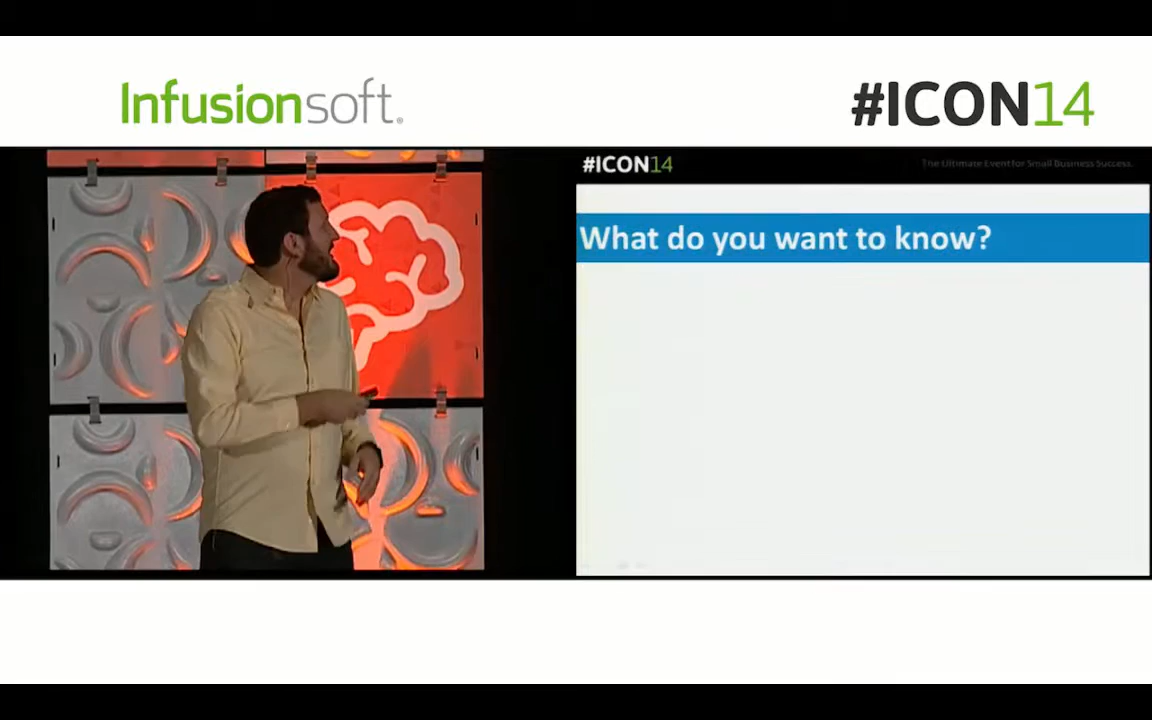 Infusionsoft.
#ICON14
#ICON14
The Ultimate Event for Small Business Success.
What do you want to know?